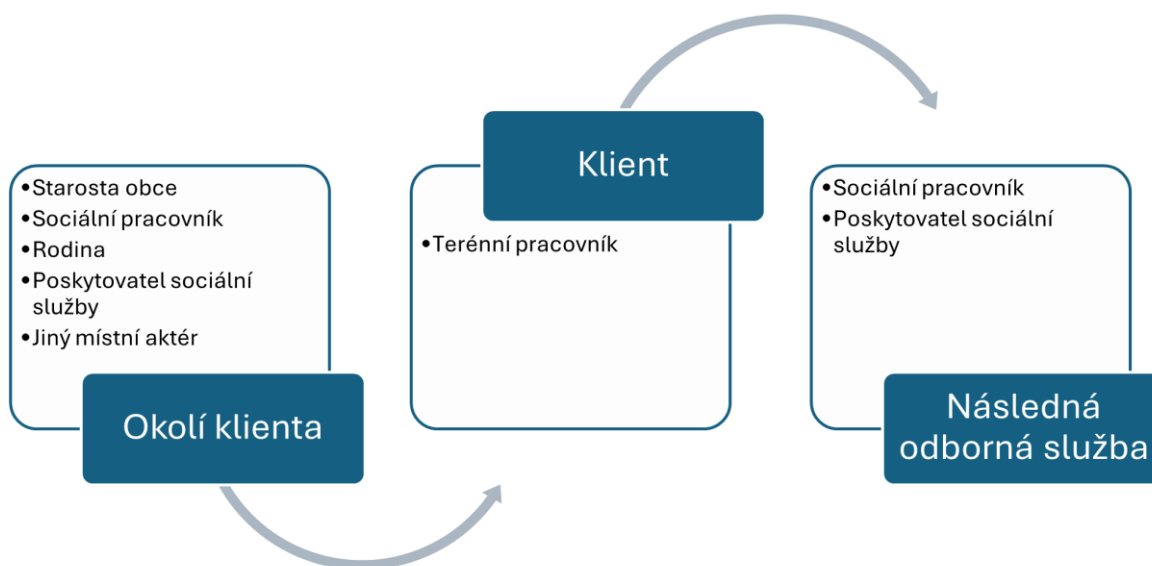 •Starosta obce
•Sociální pracovník
•Rodina
•Poskytovatel sociální
služby
•Jiný místní aktér
Okolí klienta
Klient
•Terénní pracovník
•Sociální pracovník
•Poskytovatel sociální
služby
Následná
odborná služba